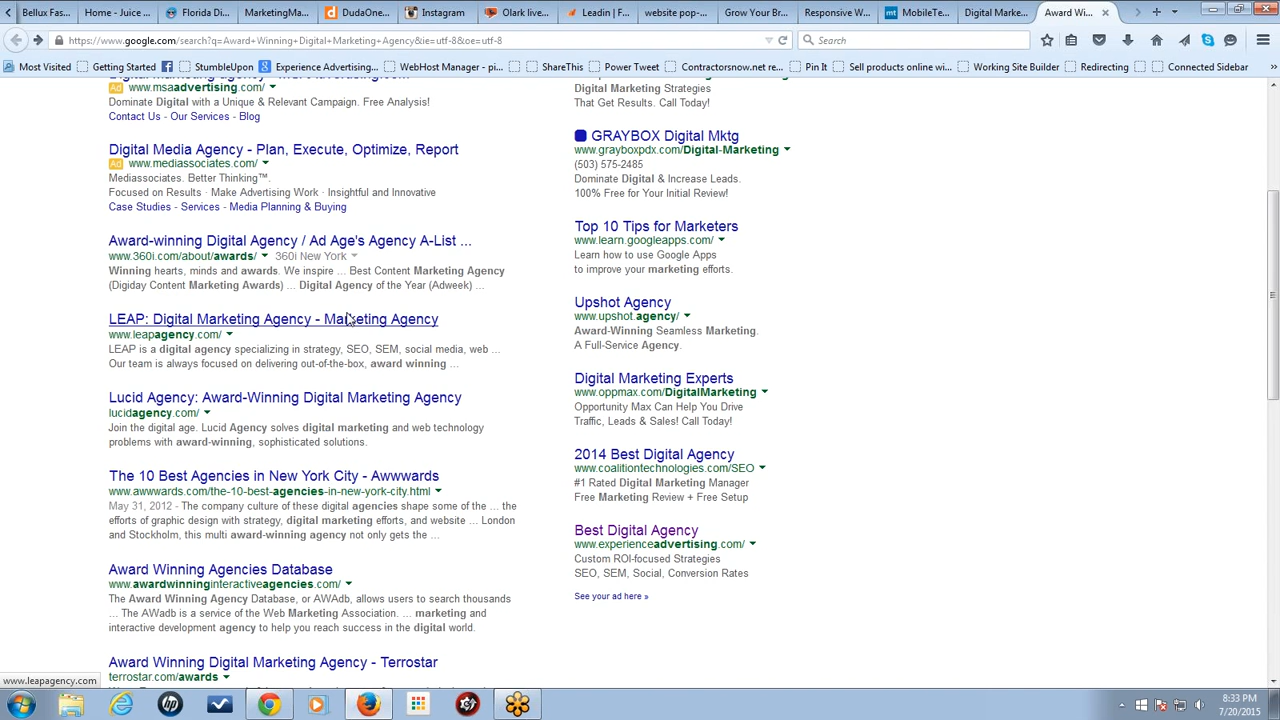 Bellux Fas...
Home - Juice ...
Florida Di...
MarketingMa...
DudaOne...
Instagram
Olark live...
Leadin | F...
website pop-...
Grow Your Br...
Responsive W...
MobileTe...
Digital Marke...
Award Wi...
https://www.google.com/search?q=Award+Winning+Digital+Marketing+Agency&ie=utf-8&oe=utf-8
Search
Most Visited
Getting Started
StumbleUpon
Experience Advertising...
WebHost Manager - pi...
ShareThis
Power Tweet
Contractorsnow.net re...
Pin It
Sell products online wi...
Working Site Builder
Redirecting
Connected Sidebar
Ad www.msaadvertising.com/
Dominate Digital with a Unique & Relevant Campaign. Free Analysis!
Contact Us - Our Services - Blog
Digital Media Agency - Plan, Execute, Optimize, Report
Ad www.mediassociates.com/
Mediassociates. Better Thinking™.
Focused on Results · Make Advertising Work · Insightful and Innovative
Case Studies - Services - Media Planning & Buying
Award-winning Digital Agency / Ad Age's Agency A-List ...
www.360i.com/about/awards/ 360i New York
Winning hearts, minds and awards. We inspire ... Best Content Marketing Agency
(Digiday Content Marketing Awards) ... Digital Agency of the Year (Adweek) ...
LEAP: Digital Marketing Agency - Marketing Agency
www.leapagency.com/
LEAP is a digital agency specializing in strategy, SEO, SEM, social media, web ...
Our team is always focused on delivering out-of-the-box, award winning ...
Lucid Agency: Award-Winning Digital Marketing Agency
lucidagency.com/
Join the digital age. Lucid Agency solves digital marketing and web technology
problems with award-winning, sophisticated solutions.
The 10 Best Agencies in New York City - Awwwards
www.awwwards.com/the-10-best-agencies-in-new-york-city.html
May 31, 2012 - The company culture of these digital agencies shape some of the ... the
efforts of graphic design with strategy, digital marketing efforts, and website ... London
and Stockholm, this multi award-winning agency not only gets the ...
Award Winning Agencies Database
www.awardwinninginteractiveagencies.com/
The Award Winning Agency Database, or AWAdb, allows users to search thousands
... The AWadb is a service of the Web Marketing Association. ... marketing and
interactive development agency to help you reach success in the digital world.
Award Winning Digital Marketing Agency - Terrostar
terrostar.com/awards
Digital Marketing Strategies
That Get Results. Call Today!
GRAYBOX Digital Mktg
www.grayboxpdx.com/Digital-Marketing
(503) 575-2485
Dominate Digital & Increase Leads.
100% Free for Your Initial Review!
Top 10 Tips for Marketers
www.learn.googleapps.com/
Learn how to use Google Apps
to improve your marketing efforts.
Upshot Agency
www.upshot.agency/
Award-Winning Seamless Marketing.
A Full-Service Agency.
Digital Marketing Experts
www.oppmax.com/DigitalMarketing
Opportunity Max Can Help You Drive
Traffic, Leads & Sales! Call Today!
2014 Best Digital Agency
www.coalitiontechnologies.com/SEO
#1 Rated Digital Marketing Manager
Free Marketing Review + Free Setup
Best Digital Agency
www.experienceadvertising.com/
Custom ROI-focused Strategies
SEO, SEM, Social, Conversion Rates
See your ad here »
www.leapagency.com
8:33 PM
7/20/2015